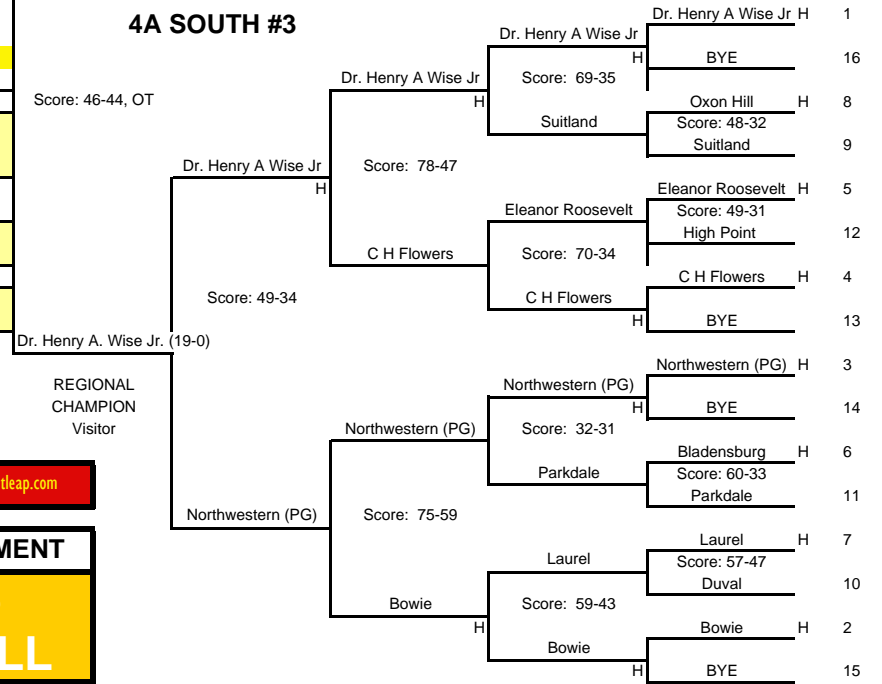 4A SOUTH #3
Dr. Henry A Wise Jr H 1
Dr. Henry A Wise Jr
H BYE 16
Dr. Henry A Wise Jr
Score: 69-35
Score: 46-44, OT
H Oxon Hill H 8
Suitland Score: 48-32
Suitland 9
Dr. Henry A Wise Jr Score: 78-47
H Eleanor Roosevelt H 5
Eleanor Roosevelt Score: 49-31
High Point 12
C H Flowers Score: 70-34
C H Flowers H 4
Score: 49-34 C H Flowers
H BYE 13
Dr. Henry A. Wise Jr. (19-0)
Northwestern (PG) H 3
REGIONAL
CHAMPION
Visitor
Northwestern (PG)
H BYE 14
Northwestern (PG) Score: 32-31
Bladensburg H 6
Parkdale Score: 60-33
tleap.com
Parkdale 11
Northwestern (PG) Score: 75-59
Laurel H 7
MENT
Laurel Score: 57-47
Duval 10
Bowie Score: 59-43
H Bowie H 2
Bowie
LL
H BYE 15